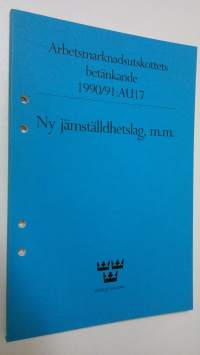 Arbetsmarknadsutskottets
betänkande
1990/91:AU17
Ny jämställdhetslag, m.m.